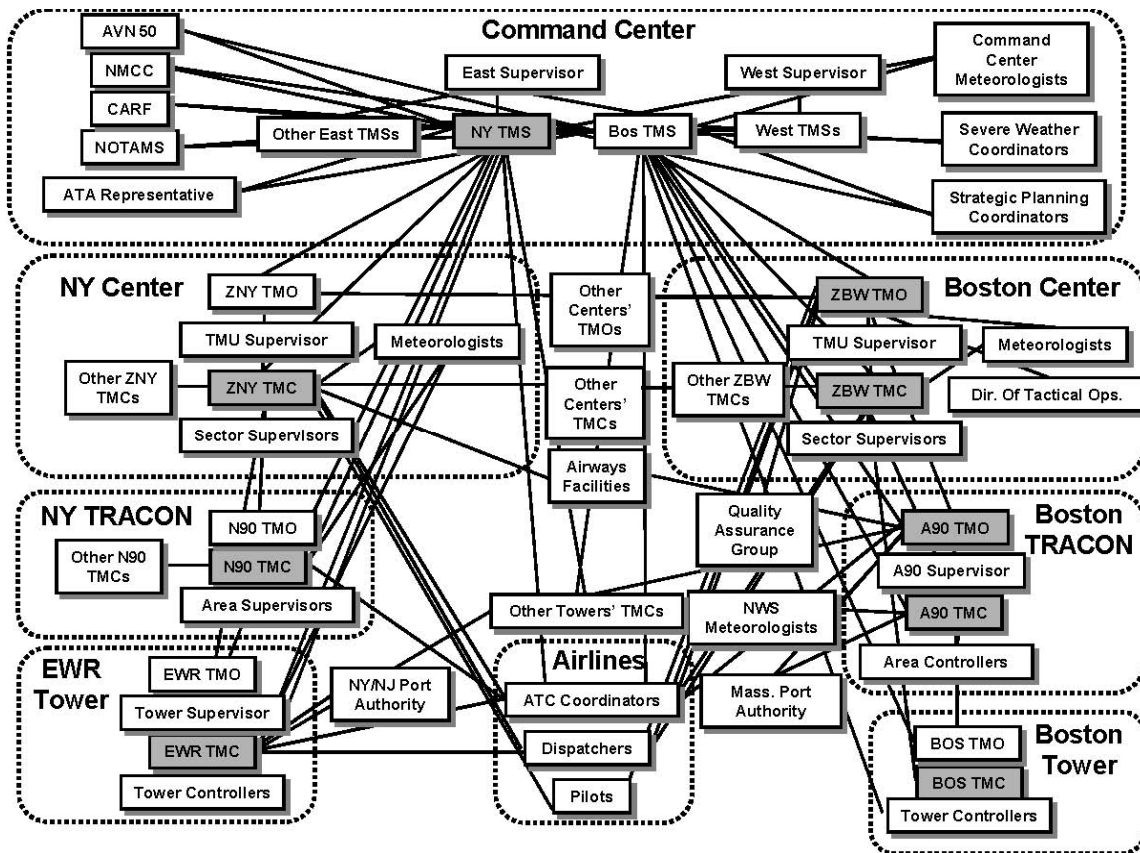 Command Center
AVN 50
NMCC
CARF
NOTAMS
ATA Representative
East Supervisor
West Supervisor
Other East TMSs
NY TMS
Bos TMS
West TMSs
Command
Center
Meteorologists
Severe Weather
Coordinators
Strategic Planning
Coordinators
NY Center
ZNY TMO
TMU Supervisor
Meteorologists
Other ZNY
TMCs
ZNY TMC
Sector Supervisors
Other
Centers'
TMOs
Other
Centers'
TMCs
Airways
Facilities
Boston Center
ZBW TMO
TMU Supervisor
Meteorologists
Other ZBW
TMCs
ZBW TMC
Dir. Of Tactical Ops.
Sector Supervisors
NY TRACON
N90 TMO
Other N90
TMCs
N90 TMC
Area Supervisors
Quality
Assurance
Group
Other Towers' TMCs
NWS
Meteorologists
Boston
TRACON
A90 TMO
A90 Supervisor
A90 TMC
Area Controllers
EWR
Tower
EWR TMO
Tower Supervisor
EWR TMC
Tower Controllers
NY/NJ Port
Authority
Airlines
ATC Coordinators
Dispatchers
Pilots
Mass. Port
Authority
Boston
Tower
BOS TMO
BOS TMC
Tower Controllers